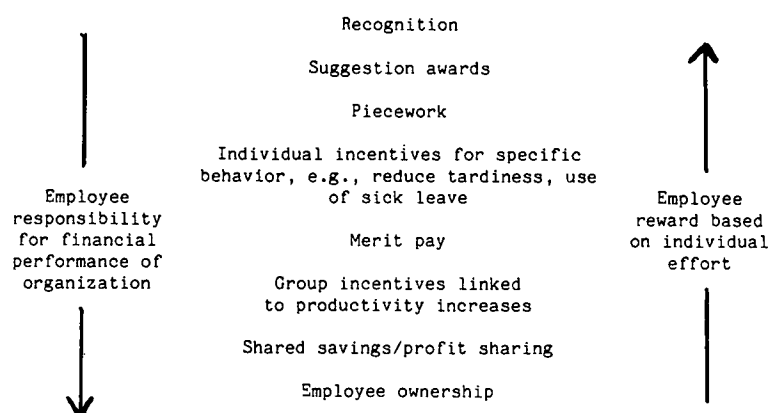 Recognition
Suggestion awards
Piecework
Individual incentives for specific
behavior, e.g., reduce tardiness, use
of sick leave
Employee
responsibility
for financial
performance of
organization
Merit pay
Group incentives linked
to productivity increases
Shared savings/profit sharing
Employee ownership
Employee
reward based
on individual
effort